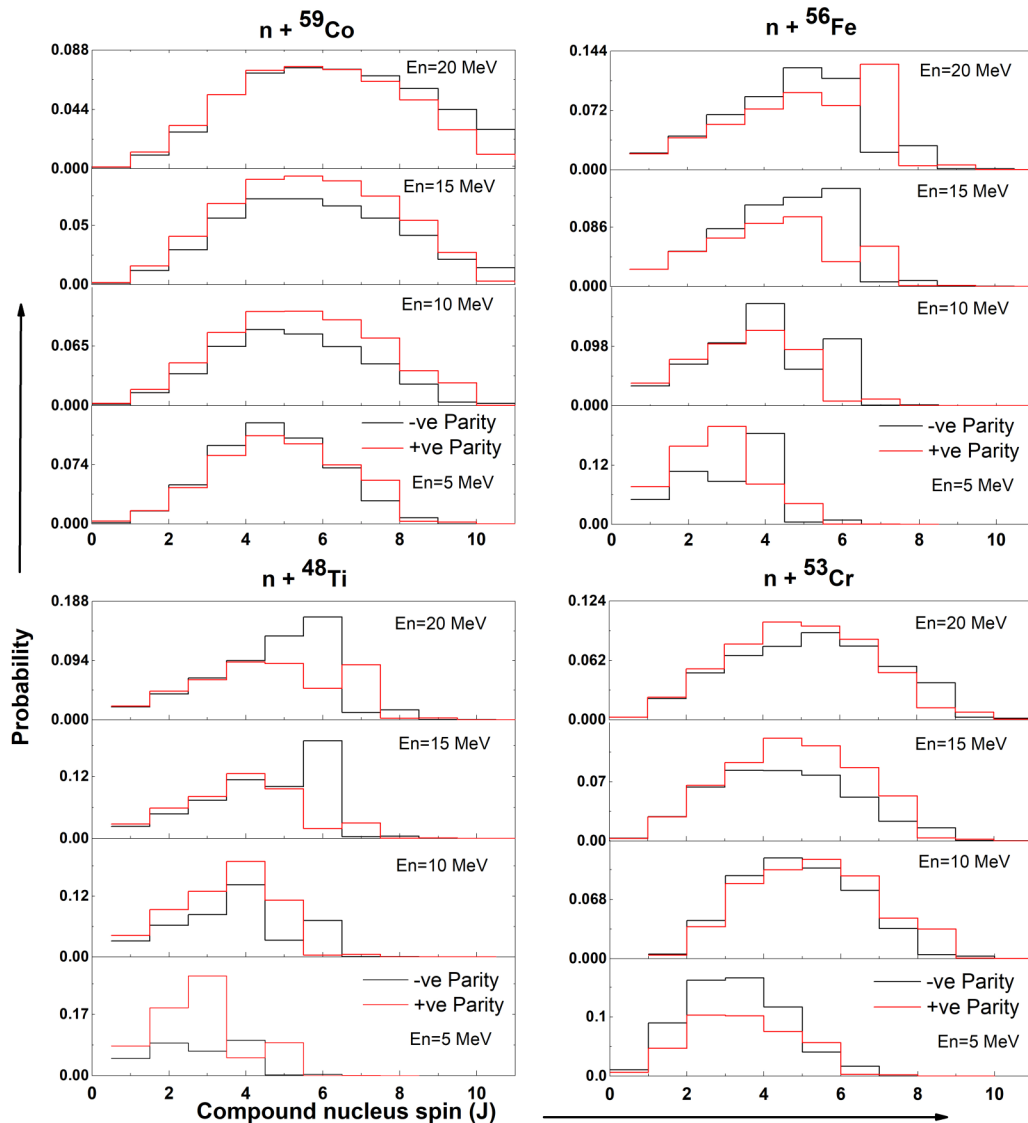 n + 59Co
0.088
0.044
0.000
En=20 MeV
0.05
0.00
En=15 MeV
0.065
0.000
En=10 MeV
0.074
0.000
-ve Parity
+ve Parity
En=5 MeV
0 2 4 6 8 10
n + 56Fe
0.144
0.072
0.000
En=20 MeV
0.086
0.000
En=15 MeV
0.098
0.000
En=10 MeV
0.12
0.00
-ve Parity
+ve Parity
En=5 MeV
0 2 4 6 8 10
Probability
n + 48Ti
0.188
0.094
0.000
En=20 MeV
0.12
0.00
En=15 MeV
0.12
0.00
En=10 MeV
0.17
0.00
-ve Parity
+ve Parity
En=5 MeV
0 2 4 6 8 10
n + 53Cr
0.124
0.062
0.000
En=20 MeV
0.07
0.00
En=15 MeV
0.068
0.000
En=10 MeV
0.1
0.0
-ve Parity
+ve Parity
En=5 MeV
0 2 4 6 8 10
Compound nucleus spin (J)